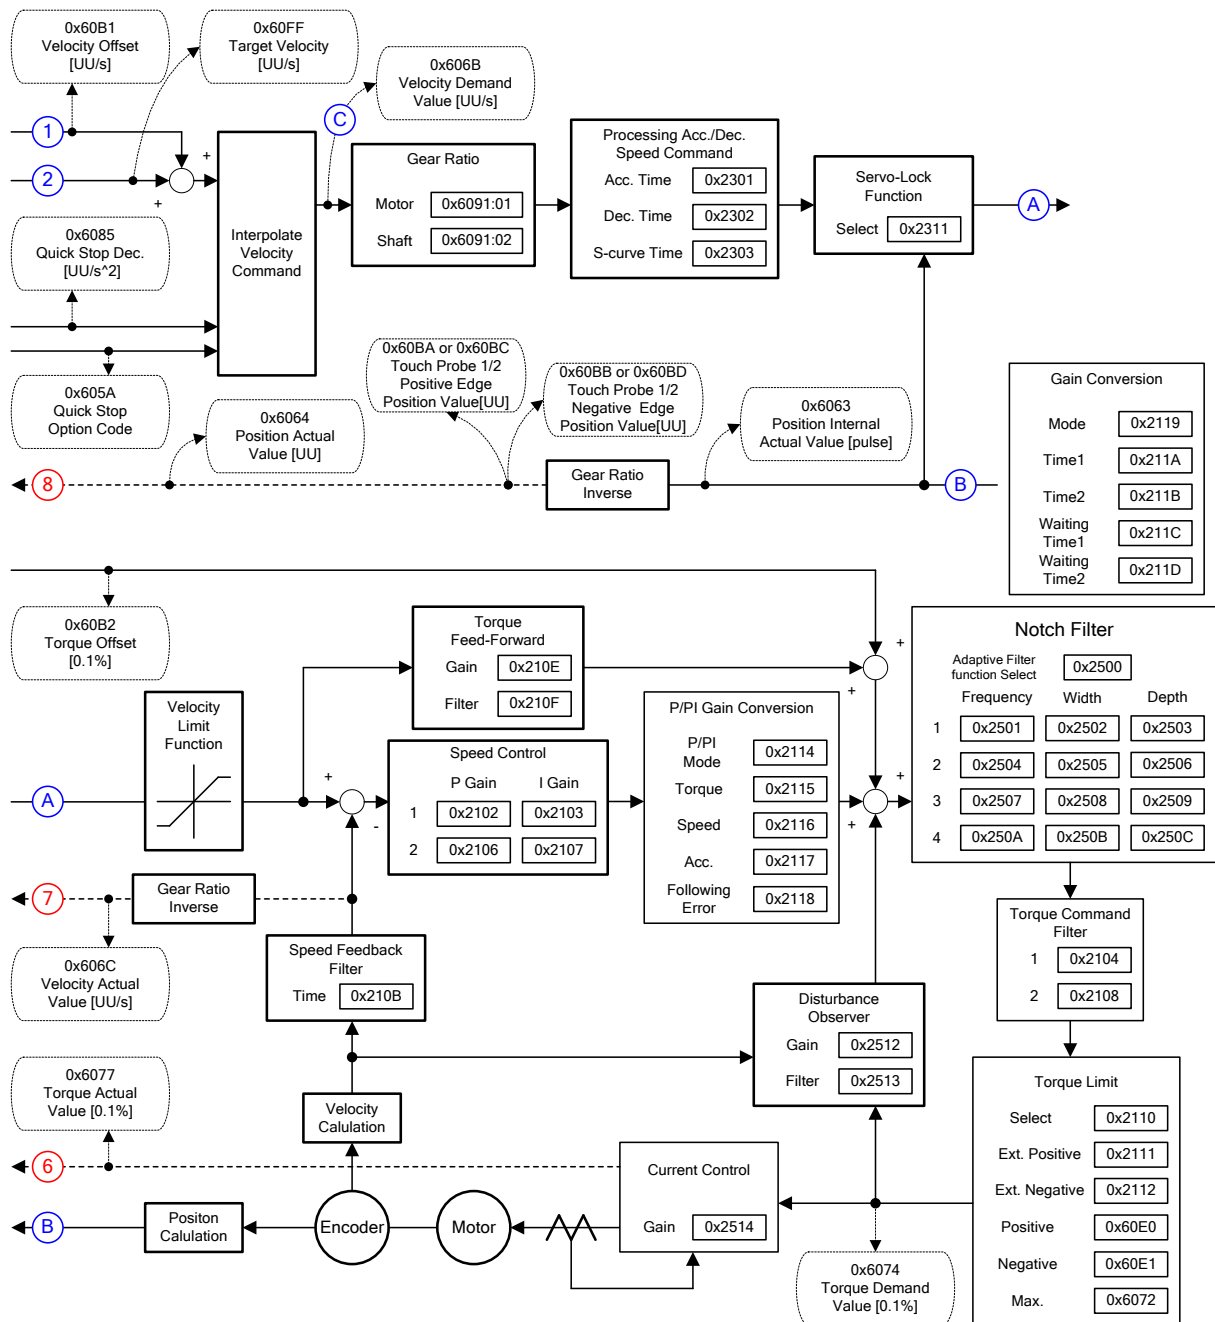 0x60B1
Velocity Offset
[UU/s]
0x60FF
Target Velocity
[UU/s]
0x606B
Velocity Demand
Value [UU/s]
1
2
C
+
+
0x6085
Quick Stop Dec.
[UU/s^2]
Interpolate
Velocity
Command
Gear Ratio
Motor 0x6091:01
Shaft 0x6091:02
Processing Acc./Dec.
Speed Command
Acc. Time 0x2301
Dec. Time 0x2302
S-curve Time 0x2303
Servo-Lock
Function
Select 0x2311
A
0x605A
Quick Stop
Option Code
0x6064
Position Actual
Value [UU]
0x60BA or 0x60BC
Touch Probe 1/2
Positive Edge
Position Value[UU]
0x60BB or 0x60BD
Touch Probe 1/2
Negative Edge
Position Value[UU]
0x6063
Position Internal
Actual Value [pulse]
8
Gear Ratio
Inverse
B
Gain Conversion
Mode 0x2119
Time1 0x211A
Time2 0x211B
Waiting
Time1 0x211C
Waiting
Time2 0x211D
0x60B2
Torque Offset
[0.1%]
Torque
Feed-Forward
Gain 0x210E
Filter 0x210F
+
+
Notch Filter
Adaptive Filter
function Select 0x2500
Frequency Width Depth
1 0x2501 0x2502 0x2503
2 0x2504 0x2505 0x2506
3 0x2507 0x2508 0x2509
4 0x250A 0x250B 0x250C
Velocity
Limit
Function
A
+
-
Speed Control
P Gain I Gain
1 0x2102 0x2103
2 0x2106 0x2107
P/PI Gain Conversion
P/PI
Mode 0x2114
Torque 0x2115
Speed 0x2116
Acc. 0x2117
Following
Error 0x2118
+
+
7
Gear Ratio
Inverse
0x606C
Velocity Actual
Value [UU/s]
Speed Feedback
Filter
Time 0x210B
Torque Command
Filter
1 0x2104
2 0x2108
Disturbance
Observer
Gain 0x2512
Filter 0x2513
0x6077
Torque Actual
Value [0.1%]
Velocity
Calulation
6
Current Control
Gain 0x2514
Torque Limit
Select 0x2110
Ext. Positive 0x2111
Ext. Negative 0x2112
Positive 0x60E0
Negative 0x60E1
Max. 0x6072
B
Positon
Calulation
Encoder
Motor
0x6074
Torque Demand
Value [0.1%]